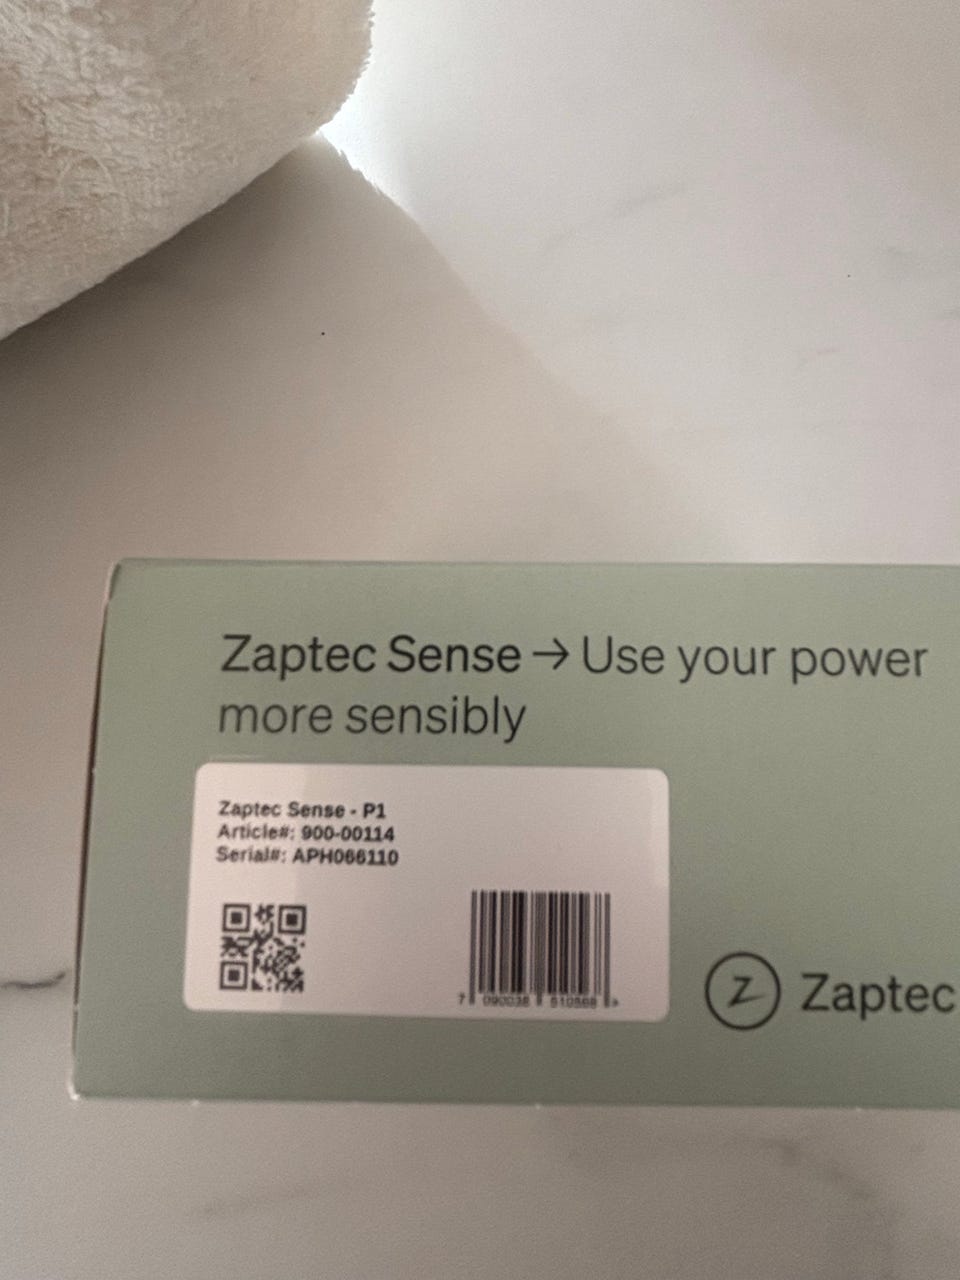 Zaptec Sense → Use your power
more sensibly
Zaptec Sense - P1
Article#: 900-00114
Serial#: APH066110
Zaptec